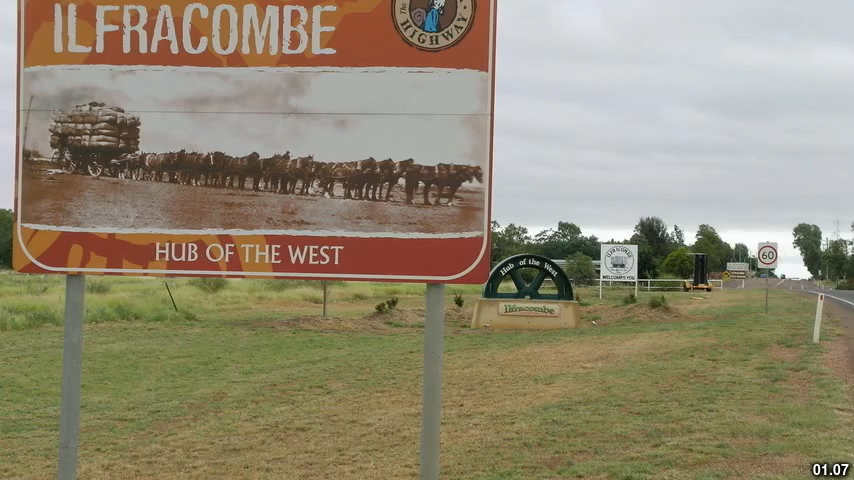 ILFRACOMBE
The
HIGHWAY
HUB OF THE WEST
Hub of the West
Ilfracombe
ILFRACOMBE
WELCOMES YOU
60
01.07